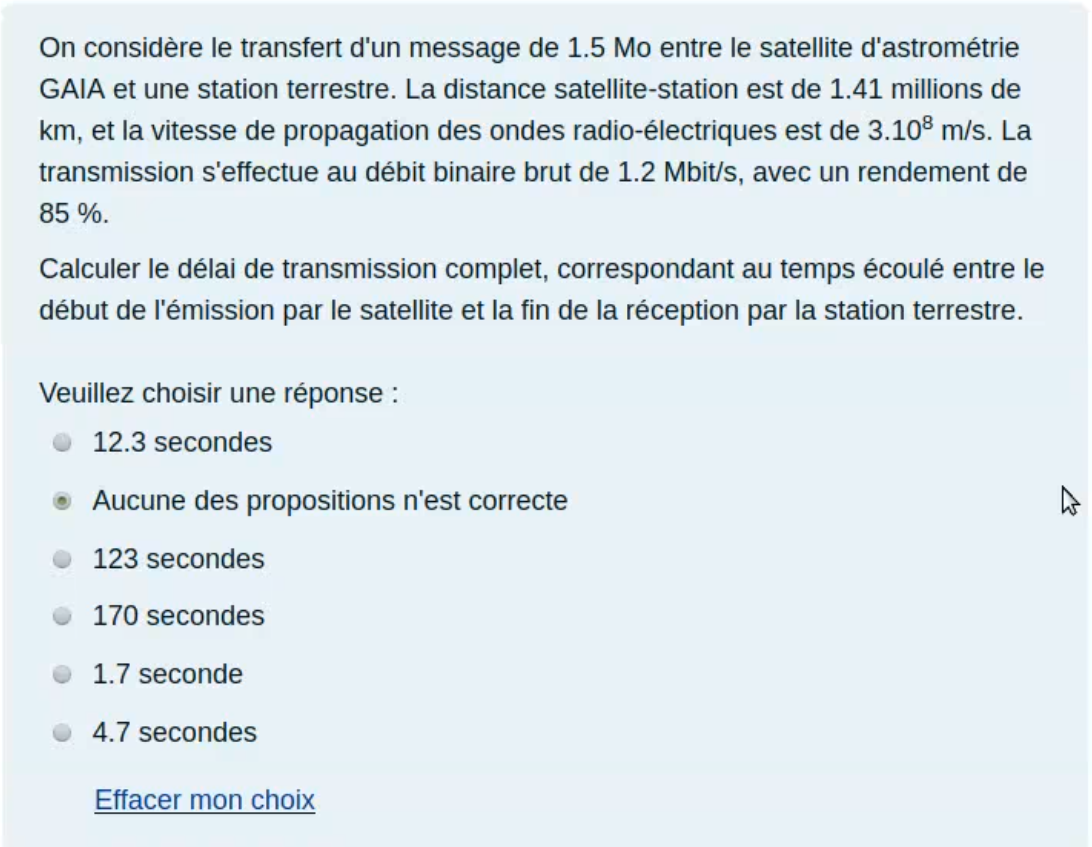 On considère le transfert d'un message de 1.5 Mo entre le satellite d'astrométrie
GAIA et une station terrestre. La distance satellite-station est de 1.41 millions de
km, et la vitesse de propagation des ondes radio-électriques est de 3.10⁸ m/s. La
transmission s'effectue au débit binaire brut de 1.2 Mbit/s, avec un rendement de
85 %.
Calculer le délai de transmission complet, correspondant au temps écoulé entre le
début de l'émission par le satellite et la fin de la réception par la station terrestre.
Veuillez choisir une réponse :
12.3 secondes
Aucune des propositions n'est correcte
123 secondes
170 secondes
1.7 seconde
4.7 secondes
Effacer mon choix